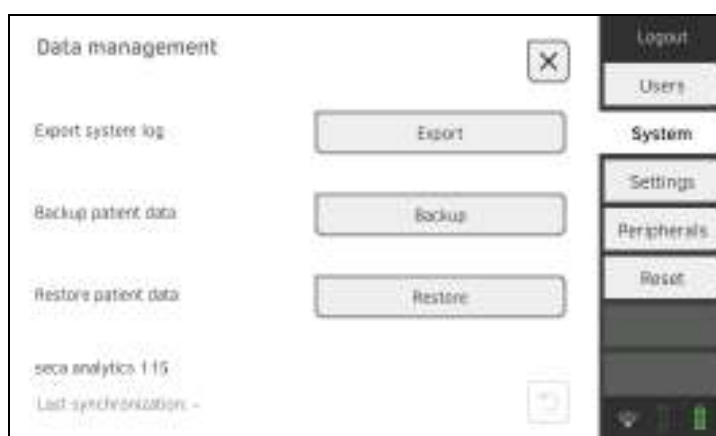 Data management
Export system log
Export
Backup patient data
Backup
Restore patient data
Restore
seca analytics 115
Last synchronization: -
Logout
Users
System
Settings
Peripherals
Reset